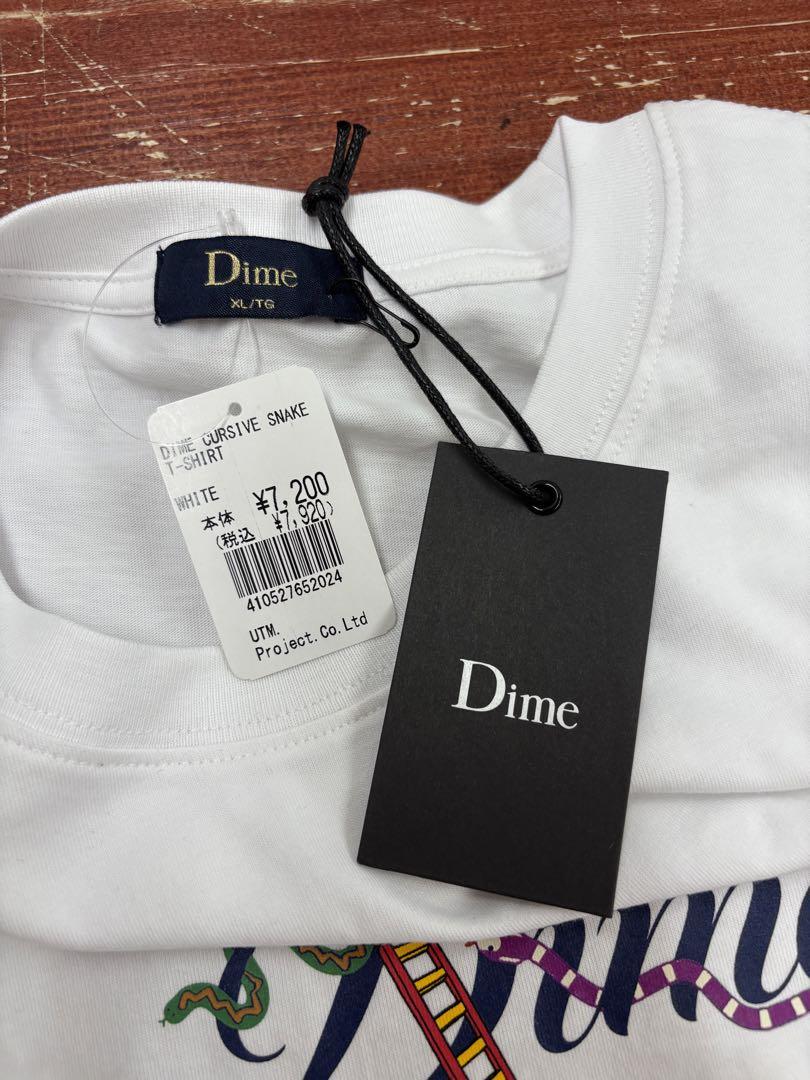 Dime
XL/TG
DIME CURSIVE SNAKE
T-SHIRT
WHITE
本体 ¥7,200
(税込 ¥7,920)
410527652024
UTM.
Project.Co.Ltd
Dime
Dime